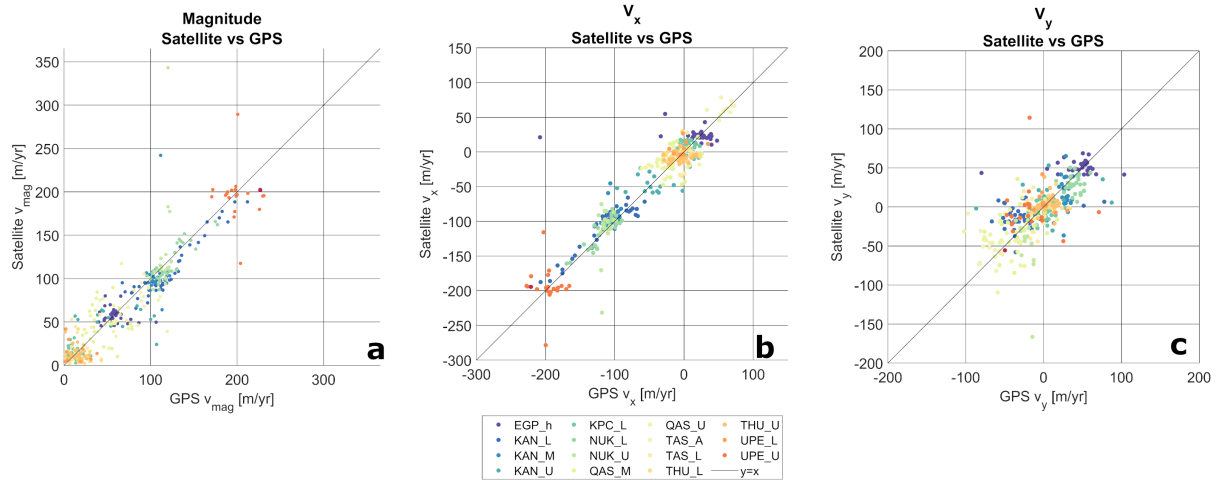 Magnitude
Satellite vs GPS
350
300
250
200
150
100
50
0
0
100
200
300
Satellite v_mag [m/yr]
GPS v_mag [m/yr]
a
V_x
Satellite vs GPS
150
100
50
0
-50
-100
-150
-200
-250
-300
-300
-200
-100
0
100
Satellite v_x [m/yr]
GPS v_x [m/yr]
b
V_y
Satellite vs GPS
200
150
100
50
0
-50
-100
-150
-200
-200
-100
0
100
200
Satellite v_y [m/yr]
GPS v_y [m/yr]
c
EGP_h KPC_L QAS_U THU_U
KAN_L NUK_L TAS_A UPE_L
KAN_M NUK_U TAS_L UPE_U
KAN_U QAS_M THU_L y=x